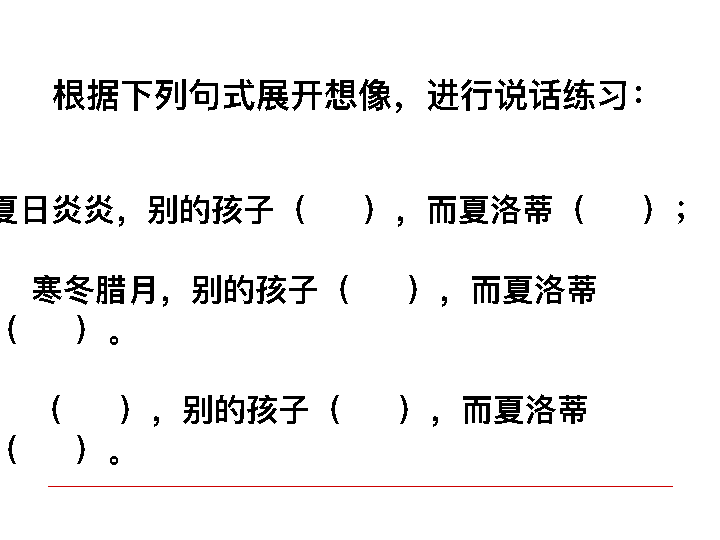 根据下列句式展开想像，进行说话练习：
夏日炎炎，别的孩子（　　），而夏洛蒂（　　）；
寒冬腊月，别的孩子（　　），而夏洛蒂
（　　）。
（　　），别的孩子（　　），而夏洛蒂
（　　）。